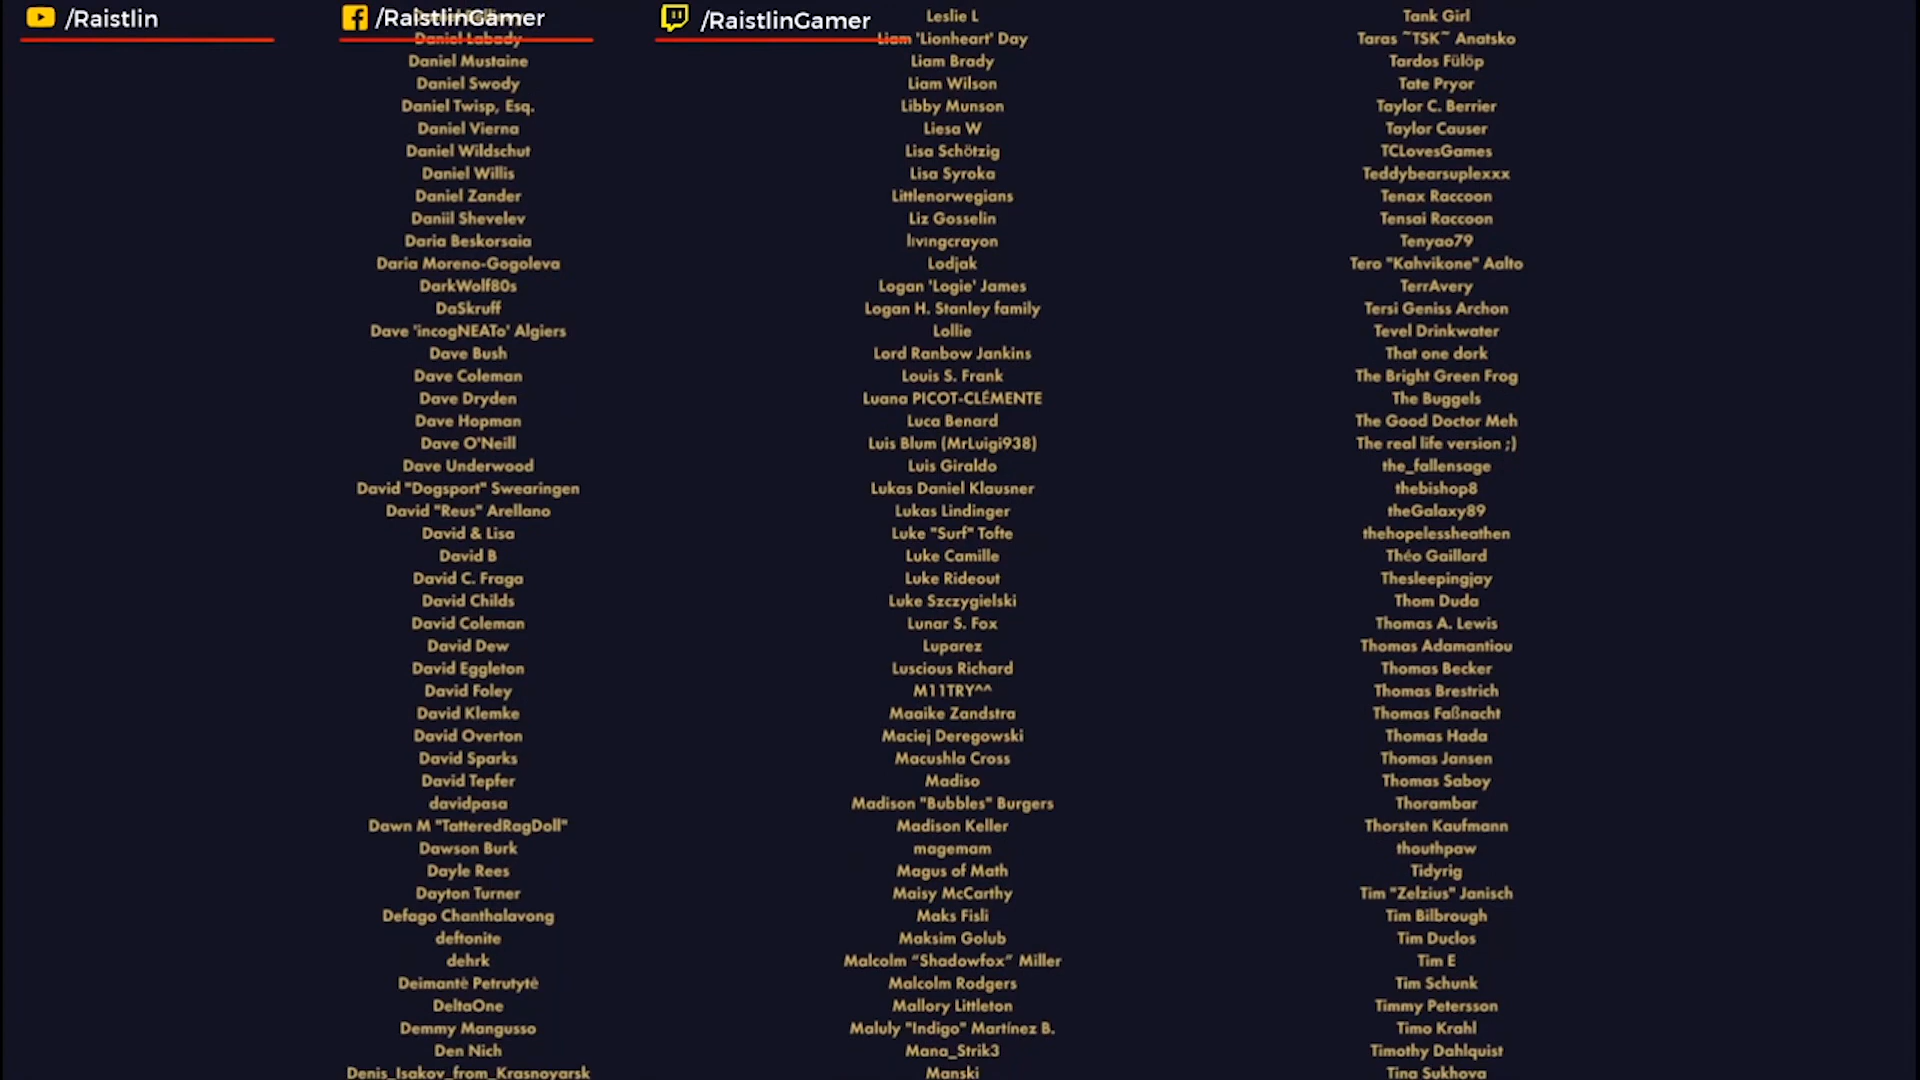 /Raistlin
/RaistlinGamer
/RaistlinGamer
Daniel Labady
Daniel Mustaine
Daniel Swody
Daniel Twisp, Esq.
Daniel Vierna
Daniel Wildschut
Daniel Willis
Daniel Zander
Daniil Shevelev
Daria Beskorsaia
Daria Moreno-Gogoleva
DarkWolf80s
DaSkruff
Dave 'incogNEATo' Algiers
Dave Bush
Dave Coleman
Dave Dryden
Dave Hopman
Dave O'Neill
Dave Underwood
David "Dogsport" Swearingen
David "Reus" Arellano
David & Lisa
David B
David C. Fraga
David Childs
David Coleman
David Dew
David Eggleton
David Foley
David Klemke
David Overton
David Sparks
David Tepfer
davidpasa
Dawn M "TatteredRagDoll"
Dawson Burk
Dayle Rees
Dayton Turner
Defago Chanthalavong
deftonite
dehrk
Deimantė Petrutytė
DeltaOne
Demmy Mangusso
Den Nich
Denis_Isakov_from_Krasnoyarsk
Leslie L
Liam 'Lionheart' Day
Liam Brady
Liam Wilson
Libby Munson
Liesa W
Lisa Schötzig
Lisa Syroka
Littlenorwegians
Liz Gosselin
lıvıngcrayon
Lodjak
Logan 'Logie' James
Logan H. Stanley family
Lollie
Lord Ranbow Jankins
Louis S. Frank
Luana PICOT-CLÉMENTE
Luca Benard
Luis Blum (MrLuigi938)
Luis Giraldo
Lukas Daniel Klausner
Lukas Lindinger
Luke "Surf" Tofte
Luke Camille
Luke Rideout
Luke Szczygielski
Lunar S. Fox
Luparez
Luscious Richard
M11TRY^^
Maaike Zandstra
Maciej Deregowski
Macushla Cross
Madiso
Madison "Bubbles" Burgers
Madison Keller
magemam
Magus of Math
Maisy McCarthy
Maks Fisli
Maksim Golub
Malcolm “Shadowfox” Miller
Malcolm Rodgers
Mallory Littleton
Maluly "Indigo" Martínez B.
Mana_Strik3
Manski
Tank Girl
Taras ~TSK~ Anatsko
Tardos Fülöp
Tate Pryor
Taylor C. Berrier
Taylor Causer
TCLovesGames
Teddybearsuplexxx
Tenax Raccoon
Tensai Raccoon
Tenyao79
Tero "Kahvikone" Aalto
TerrAvery
Tersi Geniss Archon
Tevel Drinkwater
That one dork
The Bright Green Frog
The Buggels
The Good Doctor Meh
The real life version ;)
the_fallensage
thebishop8
theGalaxy89
thehopelessheathen
Théo Gaillard
Thesleepingjay
Thom Duda
Thomas A. Lewis
Thomas Adamantiou
Thomas Becker
Thomas Brestrich
Thomas Faßnacht
Thomas Hada
Thomas Jansen
Thomas Saboy
Thorambar
Thorsten Kaufmann
thouthpaw
Tidyrig
Tim "Zelzius" Janisch
Tim Bilbrough
Tim Duclos
Tim E
Tim Schunk
Timmy Petersson
Timo Krahl
Timothy Dahlquist
Tina Sukhova